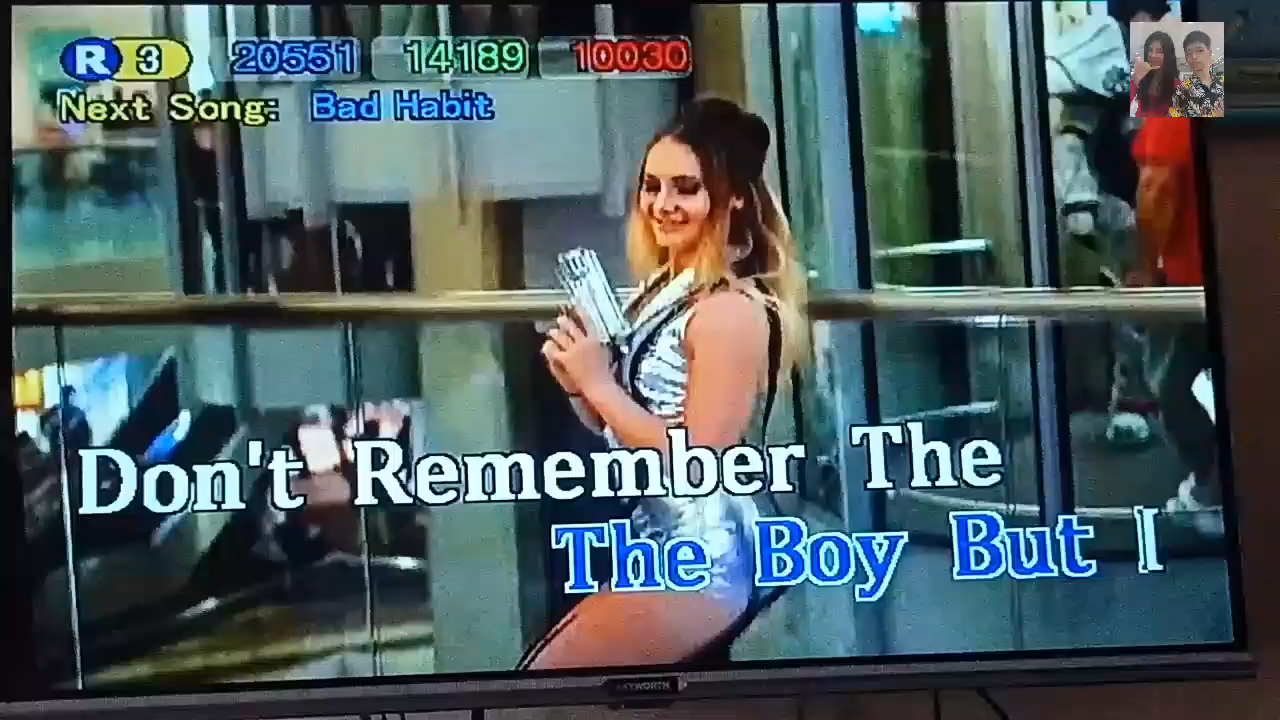 R 3 20551 14189 10030
Next Song: Bad Habit
Don't Remember The
The Boy But I
SKYWORTH